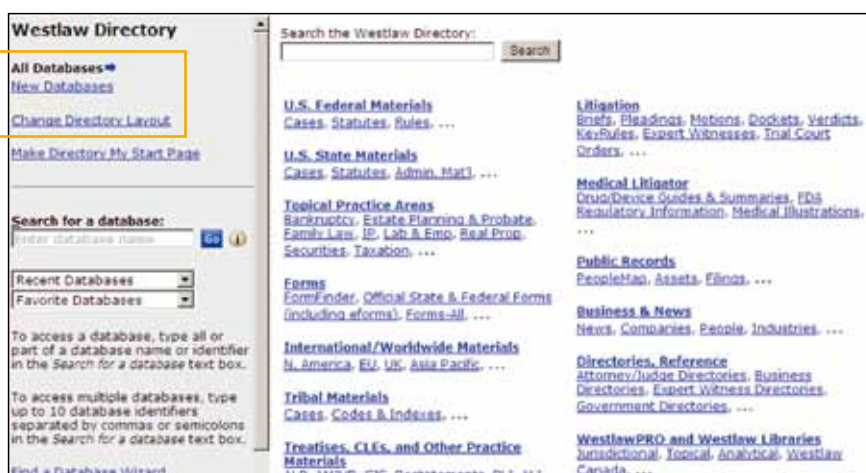 Westlaw Directory
All Databases
New Databases
Change Directory Layout
Make Directory My Start Page
Search for a database:
Enter database name Go
Recent Databases
Favorite Databases
To access a database, type all or
part of a database name or identifier
in the Search for a database text box.
To access multiple databases, type
up to 10 database identifiers
separated by commas or semicolons
in the Search for a database text box.
Find a Database Wizard
Search the Westlaw Directory:
Search
U.S. Federal Materials
Cases, Statutes, Rules, ...
U.S. State Materials
Cases, Statutes, Admin. Mat'l, ...
Topical Practice Areas
Bankruptcy, Estate Planning & Probate,
Family Law, IP, Lab & Emp, Real Prop,
Securities, Taxation, ...
Forms
FormFinder, Official State & Federal Forms
(including eforms), Forms-All, ...
International/Worldwide Materials
N. America, EU, UK, Asia Pacific, ...
Tribal Materials
Cases, Codes & Indexes, ...
Treatises, CLEs, and Other Practice
Materials
Litigation
Briefs, Pleadings, Motions, Dockets, Verdicts,
KeyRules, Expert Witnesses, Trial Court
Orders, ...
Medical Litigator
Drug/Device Guides & Summaries, FDA
Regulatory Information, Medical Illustrations,
...
Public Records
PeopleMap, Assets, Filings, ...
Business & News
News, Companies, People, Industries, ...
Directories, Reference
Attorney/Judge Directories, Business
Directories, Expert Witness Directories,
Government Directories, ...
WestlawPRO and Westlaw Libraries
Jurisdictional, Topical, Analytical, Westlaw
Canada, ...